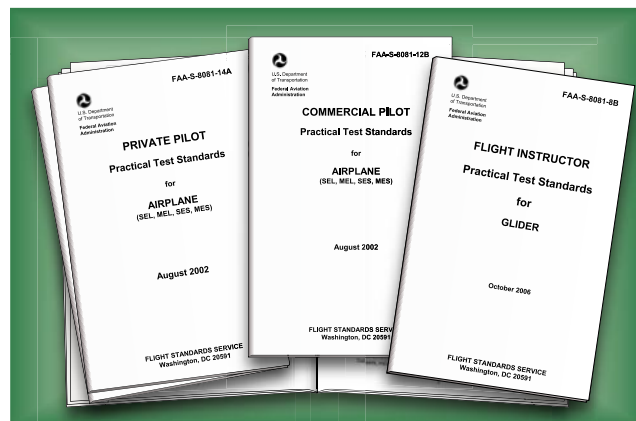 FAA-S-8081-14A
U.S. Department
of Transportation
Federal Aviation
Administration
PRIVATE PILOT
Practical Test Standards
for
AIRPLANE
(SEL, MEL, SES, MES)
August 2002
FLIGHT STANDARDS SERVICE
Washington, DC 20591
FAA-S-8081-12B
U.S. Department
of Transportation
Federal Aviation
Administration
COMMERCIAL PILOT
Practical Test Standards
for
AIRPLANE
(SEL, MEL, SES, MES)
August 2002
FLIGHT STANDARDS SERV
Washington, DC 20591
FAA-S-8081-8B
U.S. Department
of Transportation
Federal Aviation
Administration
FLIGHT INSTRUCTOR
Practical Test Standards
for
GLIDER
October 2006
FLIGHT STANDARDS SERVICE
Washington, DC 20591